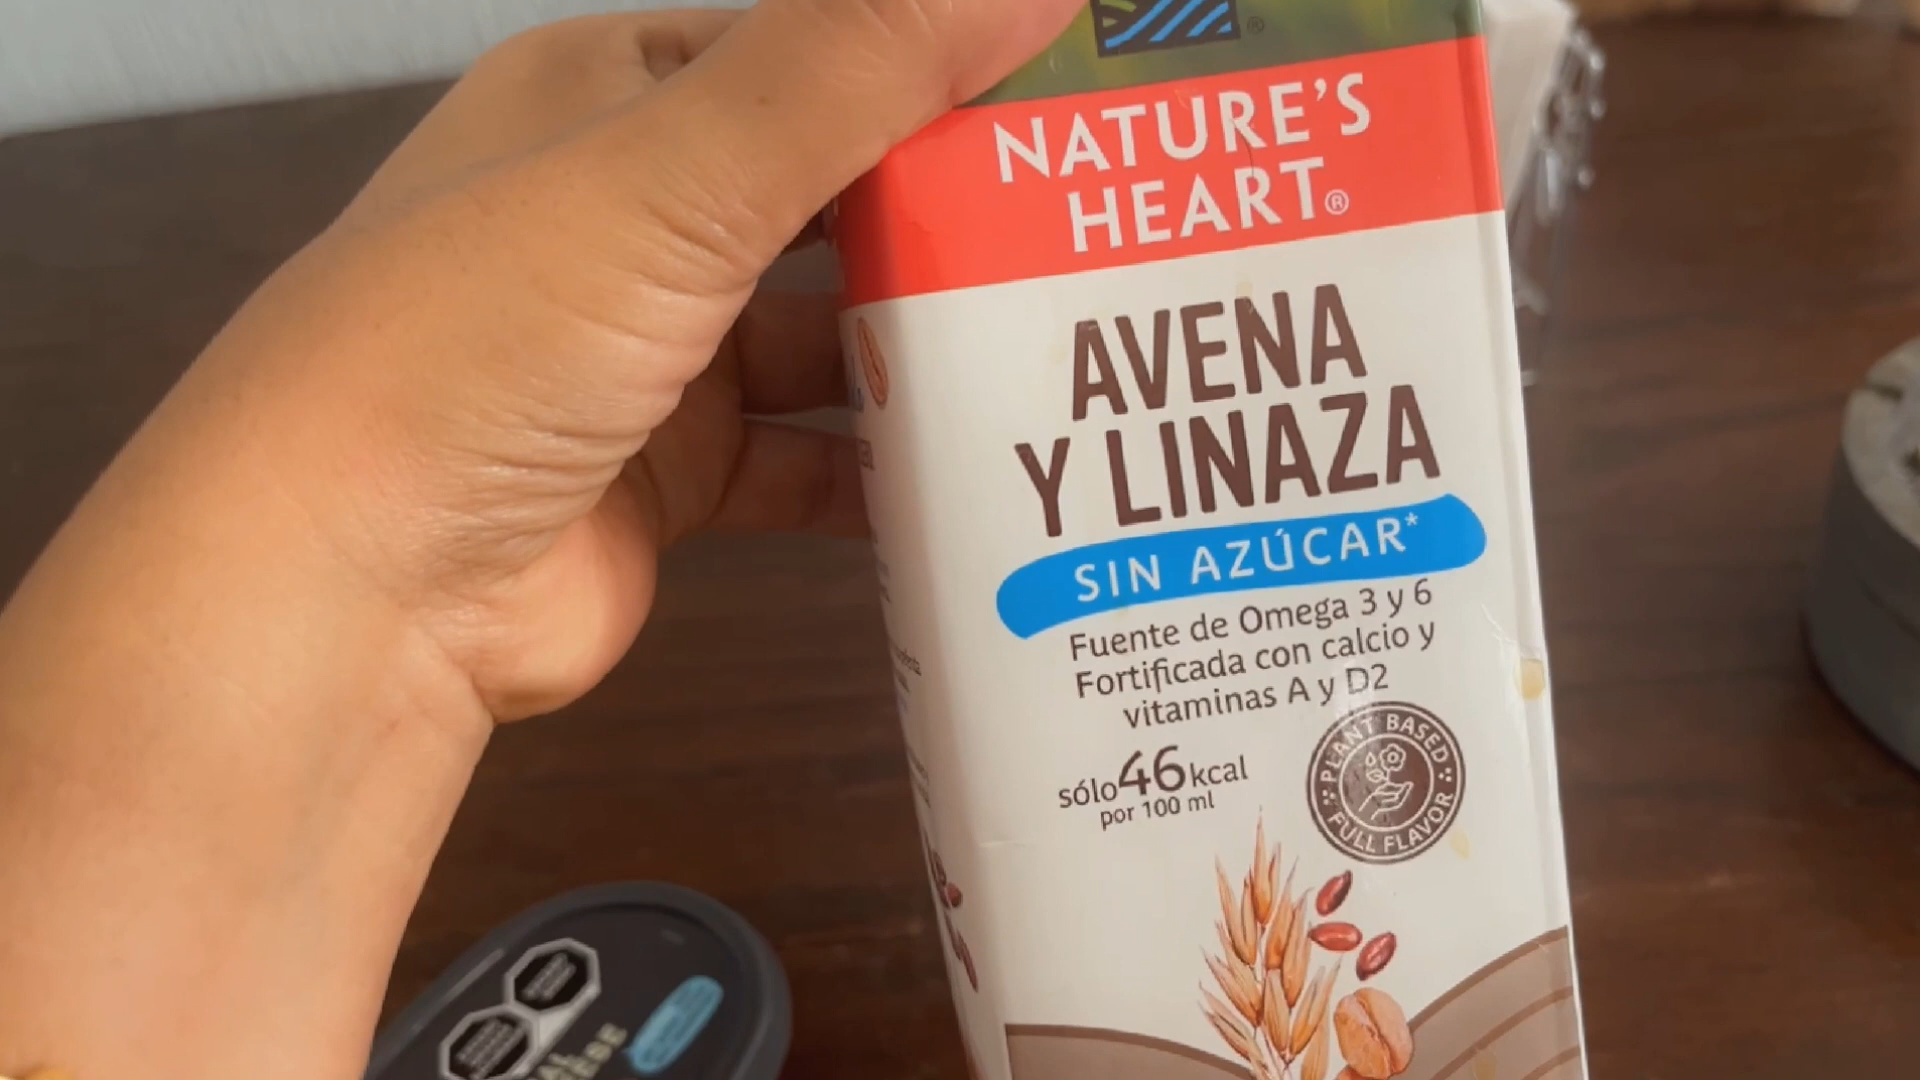 NATURE'S
HEART®
AVENA
Y LINAZA
SIN AZÚCAR*
Fuente de Omega 3 y 6
Fortificada con calcio y
vitaminas A y D2
sólo 46 kcal
por 100 ml
PLANT BASED
FULL FLAVOR